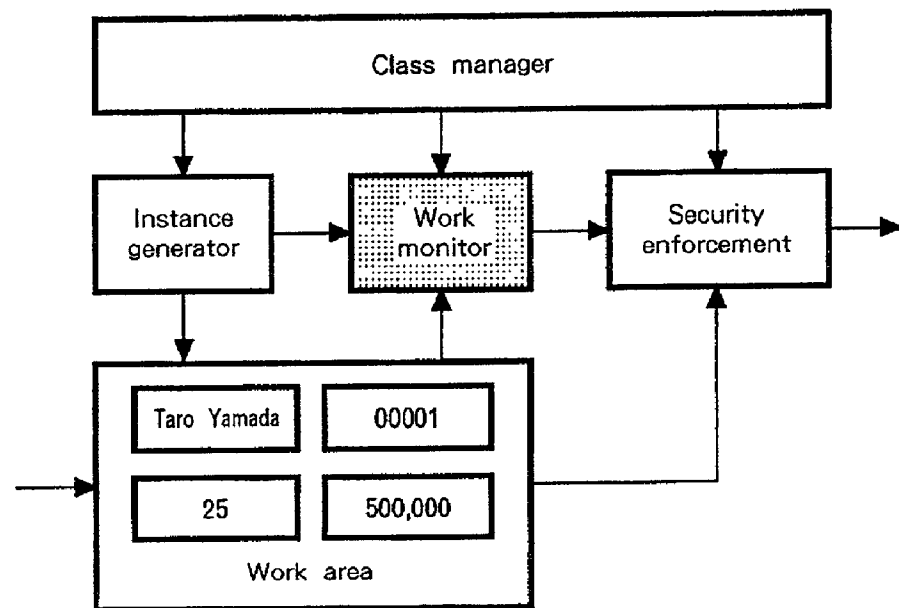 Class manager
Instance
generator
Work
monitor
Security
enforcement
Taro Yamada
00001
25
500,000
Work area